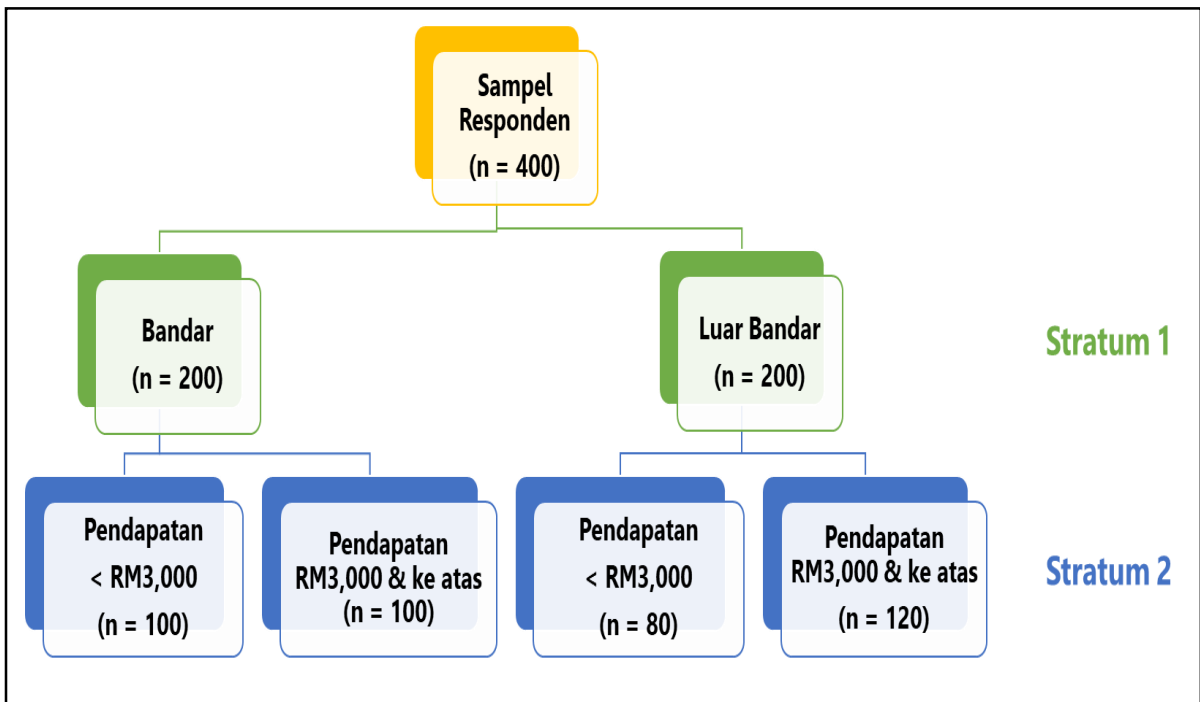 Sampel
Responden
(n = 400)
Bandar
(n = 200)
Luar Bandar
(n = 200)
Stratum 1
Pendapatan
< RM3,000
(n = 100)
Pendapatan
RM3,000 & ke atas
(n = 100)
Pendapatan
< RM3,000
(n = 80)
Pendapatan
RM3,000 & ke atas
(n = 120)
Stratum 2